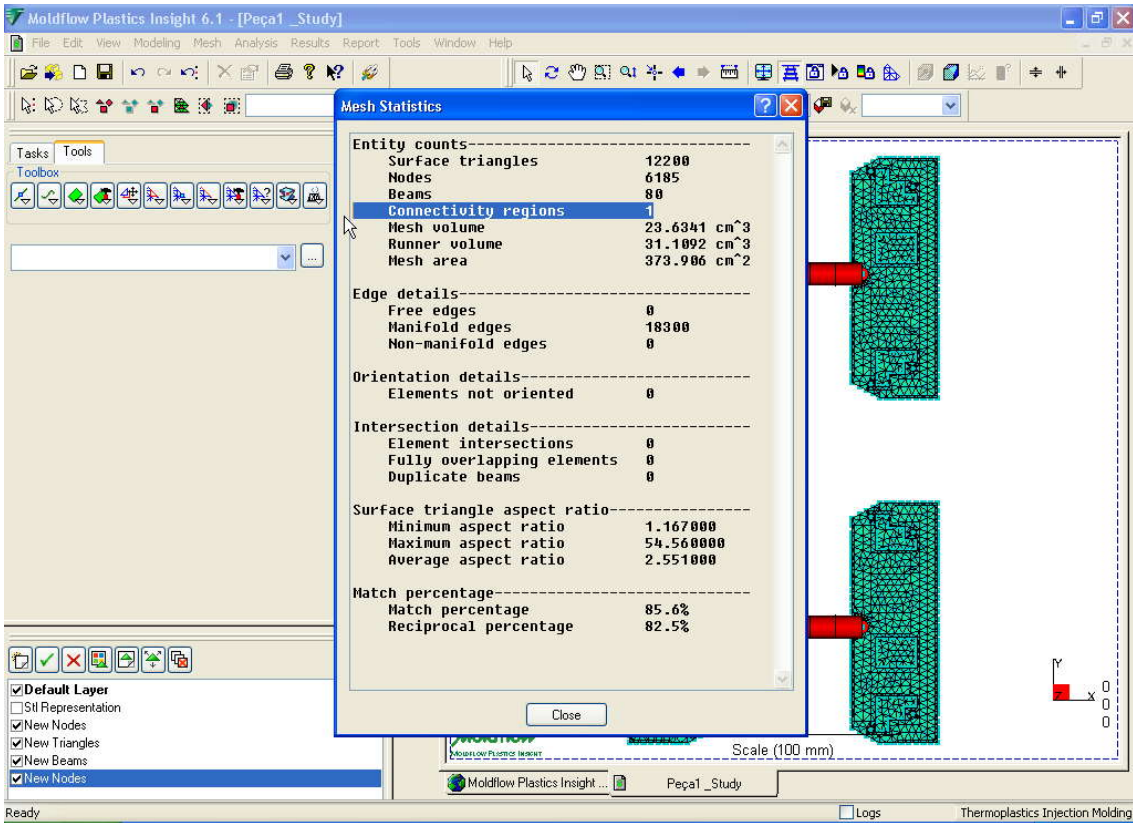 Moldflow Plastics Insight 6.1 - [Peça1 _Study]
File Edit View Modeling Mesh Analysis Results Report Tools Window Help
Tasks Tools
Toolbox
...
Mesh Statistics
Entity counts----------------------------------
Surface triangles 12200
Nodes 6185
Beams 80
Connectivity regions 1
Mesh volume 23.6341 cm^3
Runner volume 31.1092 cm^3
Mesh area 373.906 cm^2
Edge details-----------------------------------
Free edges 0
Manifold edges 18300
Non-manifold edges 0
Orientation details----------------------------
Elements not oriented 0
Intersection details---------------------------
Element intersections 0
Fully overlapping elements 0
Duplicate beams 0
Surface triangle aspect ratio------------------
Minimum aspect ratio 1.167000
Maximum aspect ratio 54.560000
Average aspect ratio 2.551000
Match percentage-------------------------------
Match percentage 85.6%
Reciprocal percentage 82.5%
Close
Default Layer
Stl Representation
New Nodes
New Triangles
New Beams
New Nodes
Y
Z X
0
0
0
MOLDFLOW PLASTICS INSIGHT
Scale (100 mm)
Moldflow Plastics Insight ... Peça1 _Study
Ready Logs Thermoplastics Injection Molding